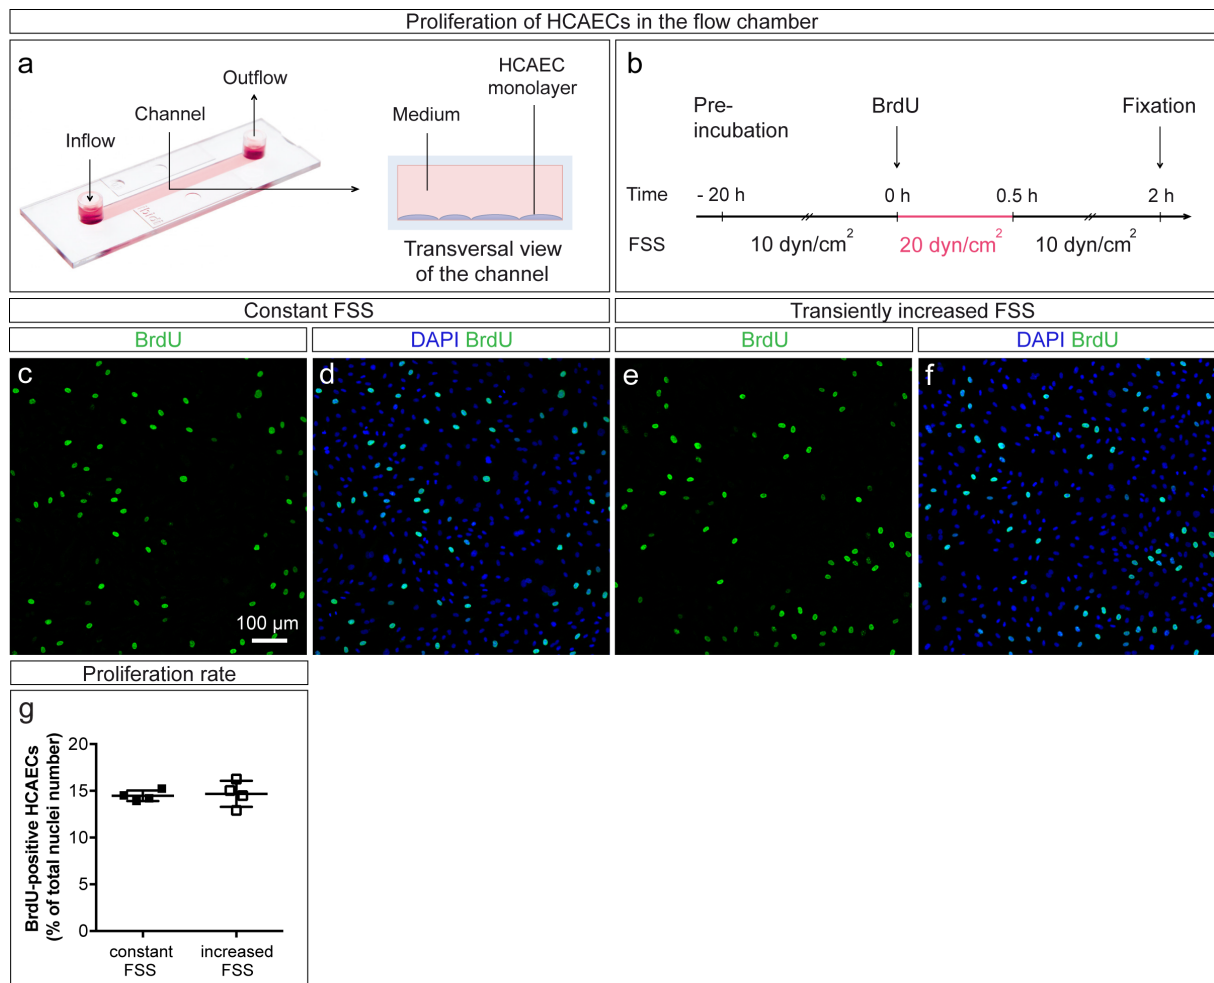 Proliferation of HCAECs in the flow chamber
a
Outflow
Channel
Inflow
HCAEC
monolayer
Medium
Transversal view
of the channel
b
Pre-
incubation
BrdU
Fixation
Time
- 20 h
0 h
0.5 h
2 h
FSS
10 dyn/cm²
20 dyn/cm²
10 dyn/cm²
Constant FSS
Transiently increased FSS
BrdU
DAPI BrdU
BrdU
DAPI BrdU
c
100 µm
d
e
f
Proliferation rate
g
BrdU-positive HCAECs
(% of total nuclei number)
20
15
10
5
0
constant
FSS
increased
FSS